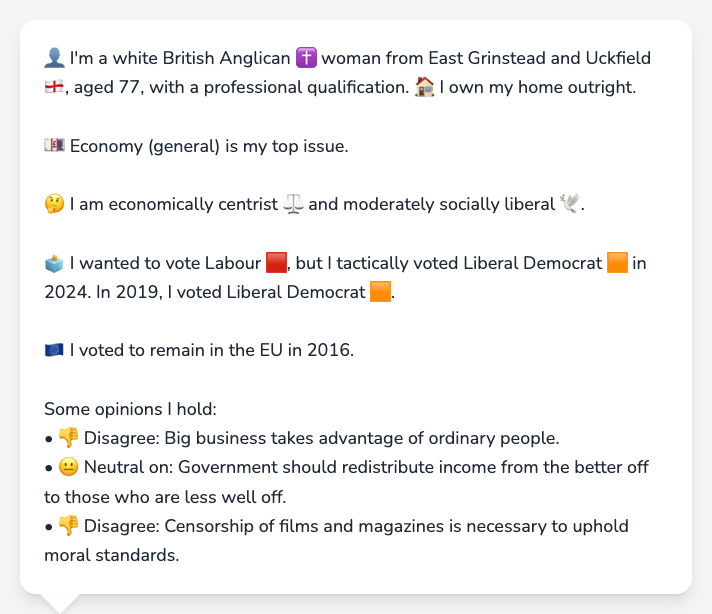 👤 I'm a white British Anglican ✝️ woman from East Grinstead and Uckfield
🏴󠁧󠁢󠁥󠁮󠁧󠁿, aged 77, with a professional qualification. 🏠 I own my home outright.
💷 Economy (general) is my top issue.
🤔 I am economically centrist ⚖️ and moderately socially liberal 🕊️.
🗳️ I wanted to vote Labour 🟥, but I tactically voted Liberal Democrat 🟧 in
2024. In 2019, I voted Liberal Democrat 🟧.
🇪🇺 I voted to remain in the EU in 2016.
Some opinions I hold:
• 👎 Disagree: Big business takes advantage of ordinary people.
• 😐 Neutral on: Government should redistribute income from the better off
to those who are less well off.
• 👎 Disagree: Censorship of films and magazines is necessary to uphold
moral standards.